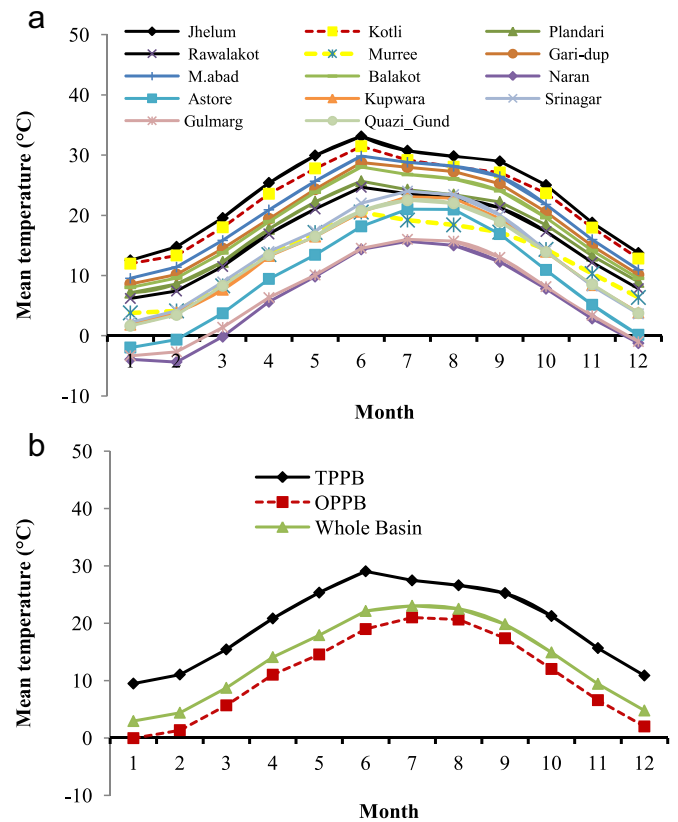 a
50
40
30
20
10
0
-10
Mean temperature (°C)
Jhelum Kotli Plandari
Rawalakot Murree Gari-dup
M.abad Balakot Naran
Astore Kupwara Srinagar
Gulmarg Quazi_Gund
1 2 3 4 5 6 7 8 9 10 11 12
Month
b
50
40
30
20
10
0
-10
Mean temperature (°C)
TPPB
OPPB
Whole Basin
1 2 3 4 5 6 7 8 9 10 11 12
Month